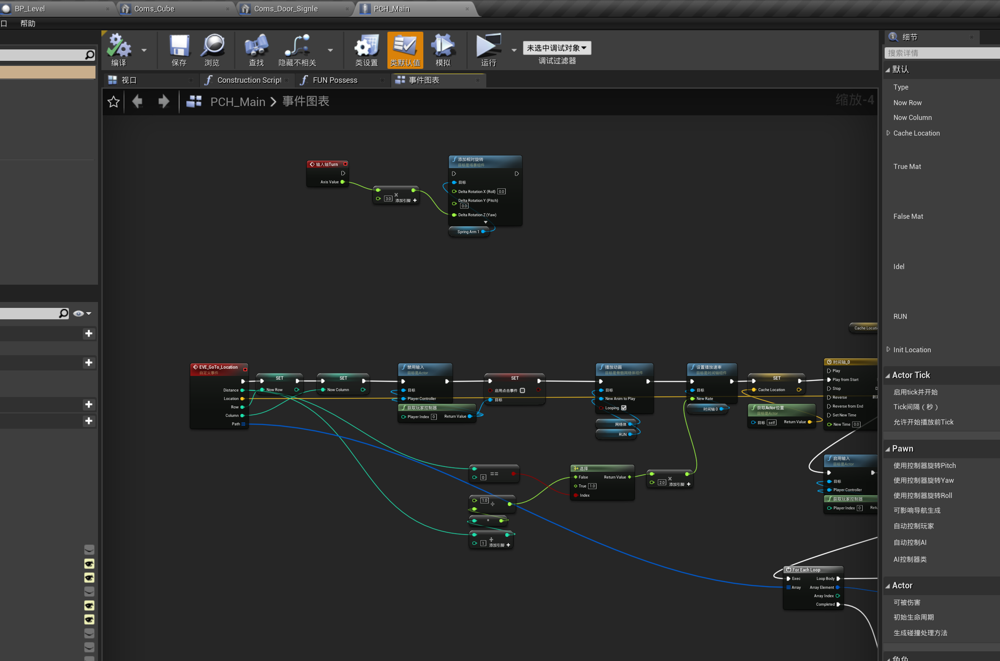 BP_Level
Coms_Cube
Coms_Door_Signle
PCH_Main
口 帮助
编译
保存
浏览
查找
隐藏不相关
类设置
类默认值
模拟
运行
未选中调试对象
调试过滤器
视口
Construction Script
FUN Possess
事件图表
PCH_Main > 事件图表
缩放-4
输入轴Turn
Axis Value
3.0
×
添加引脚 +
添加相对旋转
目标是场景组件
目标
Delta Rotation X (Roll) 0.0
Delta Rotation Y (Pitch)
0.0
Delta Rotation Z (Yaw)
Spring Arm 1
Cache Locati
EVE_GoTo_Location
自定义事件
Distance
Location
Row
Column
Path
SET
Now Row
SET
Now Column
禁用输入
目标是Actor
目标
Player Controller
获取玩家控制器
Player Index 0
Return Value
SET
启用点击事件
目标
播放动画
目标是骨骼网格体组件
目标
New Anim to Play
Looping
网格体
RUN
设置播放速率
目标是时间轴组件
目标
New Rate
时间轴 0
SET
Cache Location
获取Actor位置
目标是Actor
目标 self
Return Value
时间轴_0
Play
Play from Start
Stop
D
Reverse
新
Reverse from End
Set New Time
New Time 0.0
启用输入
目标是Actor
目标
Player Controller
获取玩家控制器
Player Index 0
Retu
==
0
1.0
÷
•
+
1
添加引脚 +
选择
False
Return Value
True 1.0
Index
×
2.0
添加引脚 +
For Each Loop
Exec
Loop Body
Array
Array Element
Array Index
Completed
细节
搜索详情
默认
Type
Now Row
Now Column
Cache Location
True Mat
False Mat
Idel
RUN
Init Location
Actor Tick
启用tick并开始
Tick间隔（秒）
允许开始播放前Tick
Pawn
使用控制器旋转Pitch
使用控制器旋转Yaw
使用控制器旋转Roll
可影响导航生成
自动控制玩家
自动控制AI
AI控制器类
Actor
可被伤害
初始生命周期
生成碰撞处理方法
角色